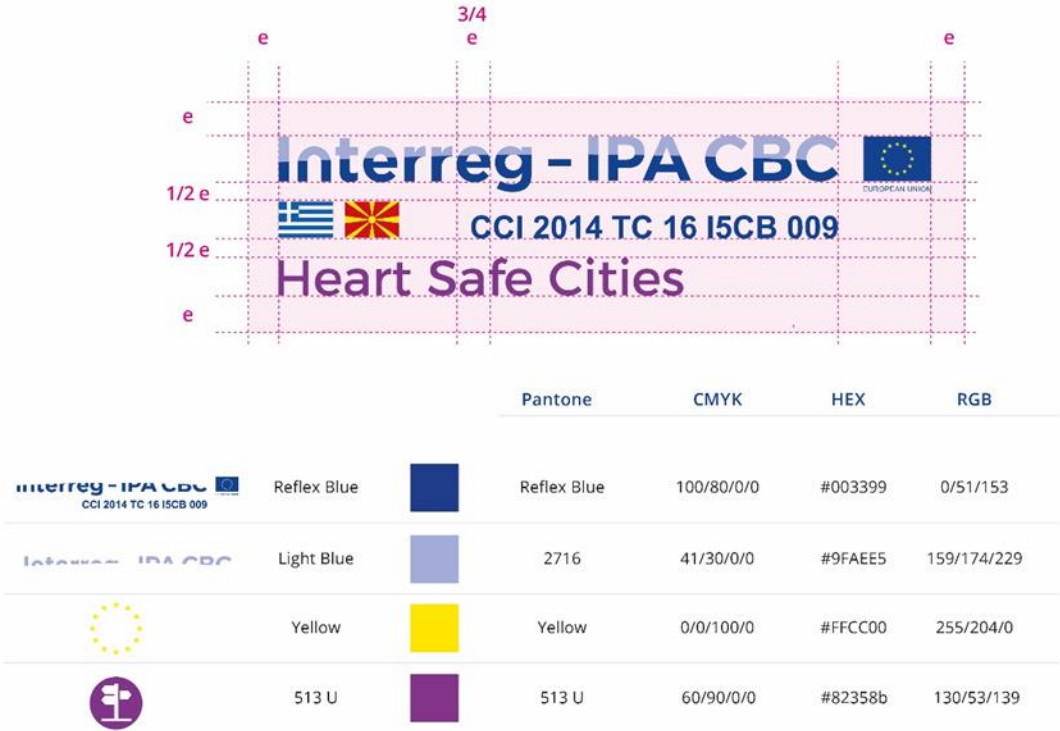 3/4
e e e
e
Interreg - IPA CBC
EUROPEAN UNION
1/2 e
CCI 2014 TC 16 I5CB 009
1/2 e
Heart Safe Cities
e
Pantone CMYK HEX RGB
Interreg - IPA CBC
CCI 2014 TC 16 I5CB 009
Reflex Blue Reflex Blue 100/80/0/0 #003399 0/51/153
Interreg - IPA CBC Light Blue 2716 41/30/0/0 #9FAEE5 159/174/229
Yellow Yellow 0/0/100/0 #FFCC00 255/204/0
513 U 513 U 60/90/0/0 #82358b 130/53/139